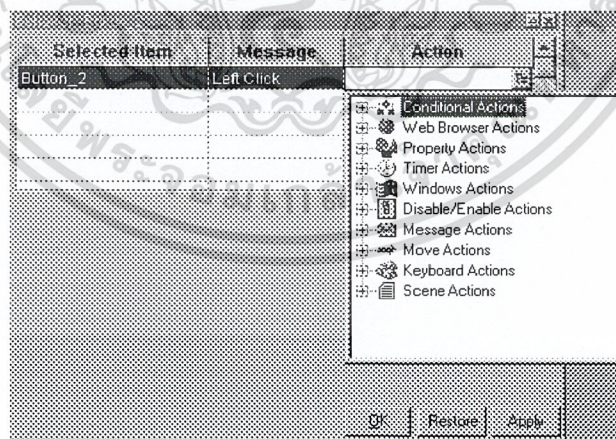 Selected Item Message Action
Button_2 Left Click
Conditional Actions
Web Browser Actions
Property Actions
Timer Actions
Windows Actions
Disable/Enable Actions
Message Actions
Move Actions
Keyboard Actions
Scene Actions
OK Restore Apply